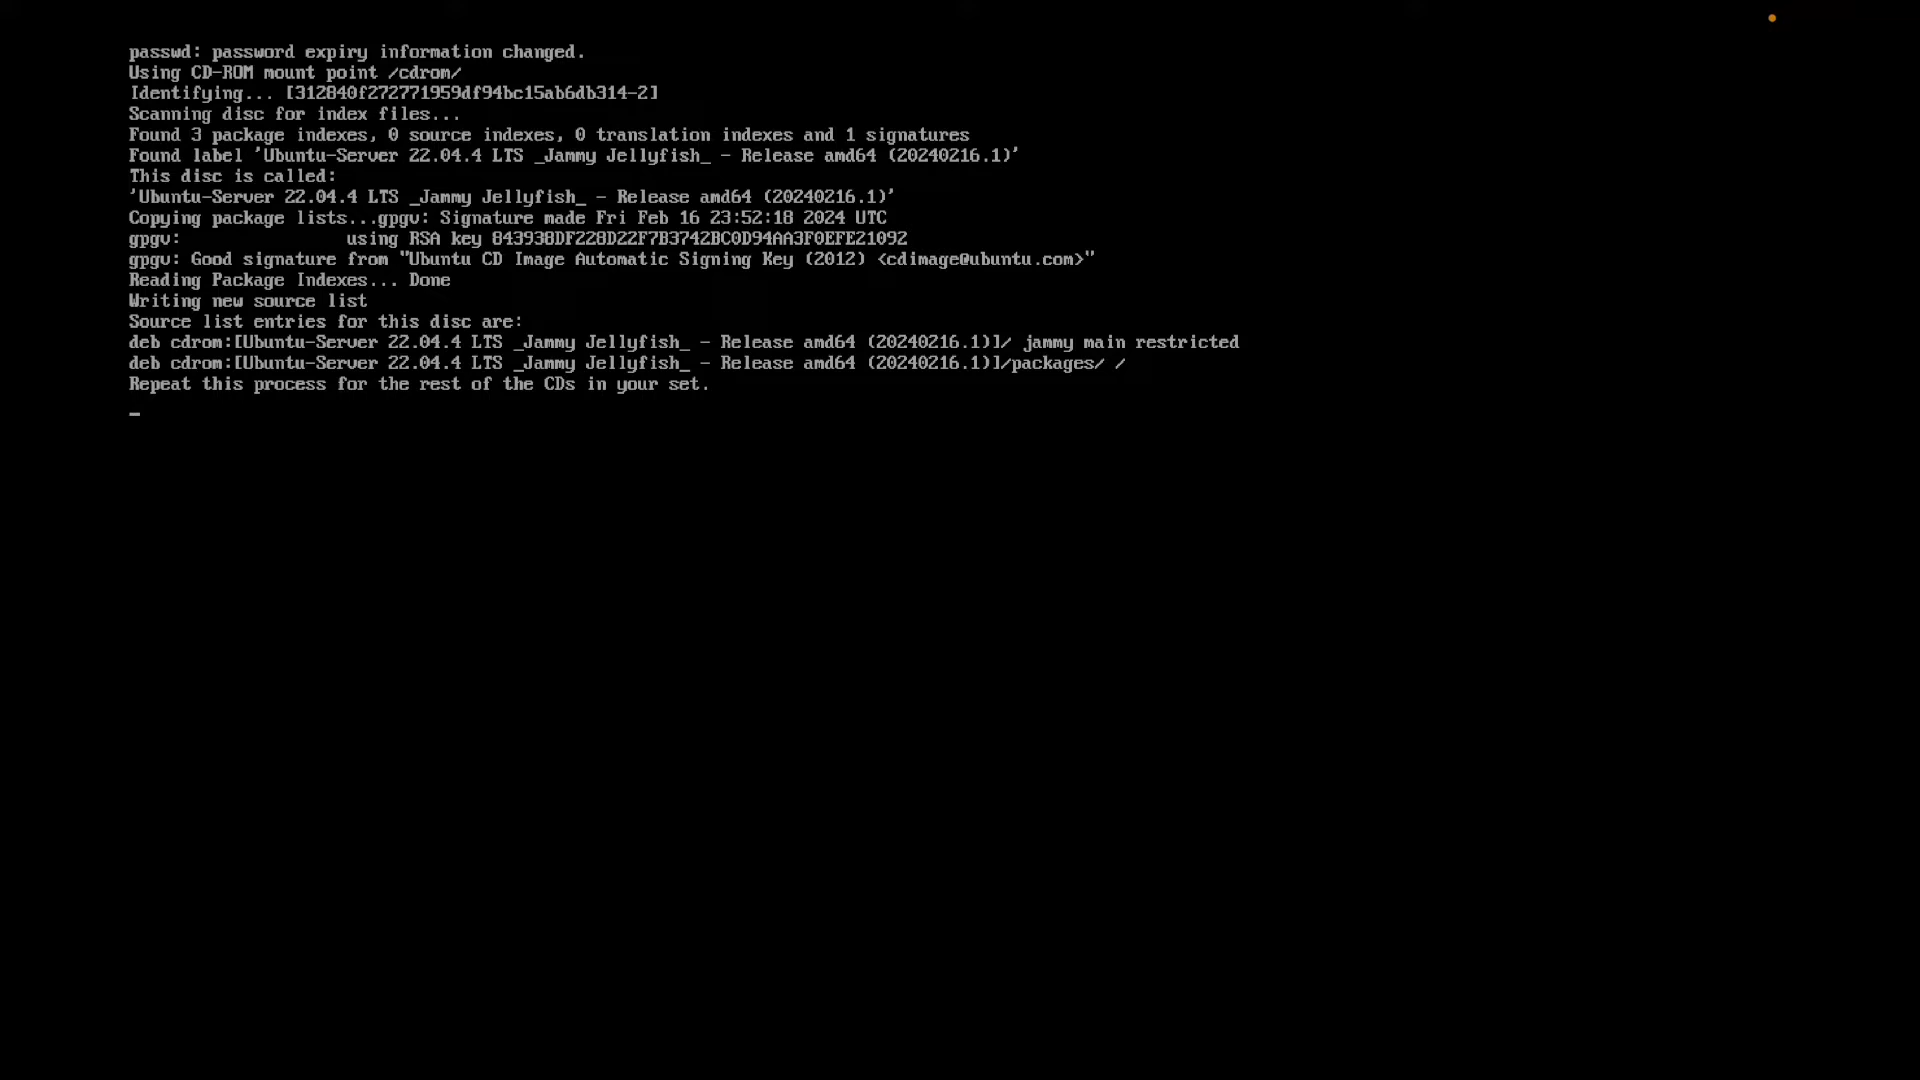 passwd: password expiry information changed.
Using CD-ROM mount point /cdrom/
Identifying... [312840f272771959df94bc15ab6db314-2]
Scanning disc for index files...
Found 3 package indexes, 0 source indexes, 0 translation indexes and 1 signatures
Found label 'Ubuntu-Server 22.04.4 LTS _Jammy Jellyfish_ - Release amd64 (20240216.1)'
This disc is called:
'Ubuntu-Server 22.04.4 LTS _Jammy Jellyfish_ - Release amd64 (20240216.1)'
Copying package lists...gpgv: Signature made Fri Feb 16 23:52:18 2024 UTC
gpgv:                using RSA key 843938DF228D22F7B3742BC0D94AA3F0EFE21092
gpgv: Good signature from "Ubuntu CD Image Automatic Signing Key (2012) <cdimage@ubuntu.com>"
Reading Package Indexes... Done
Writing new source list
Source list entries for this disc are:
deb cdrom:[Ubuntu-Server 22.04.4 LTS _Jammy Jellyfish_ - Release amd64 (20240216.1)]/ jammy main restricted
deb cdrom:[Ubuntu-Server 22.04.4 LTS _Jammy Jellyfish_ - Release amd64 (20240216.1)]/packages/ /
Repeat this process for the rest of the CDs in your set.